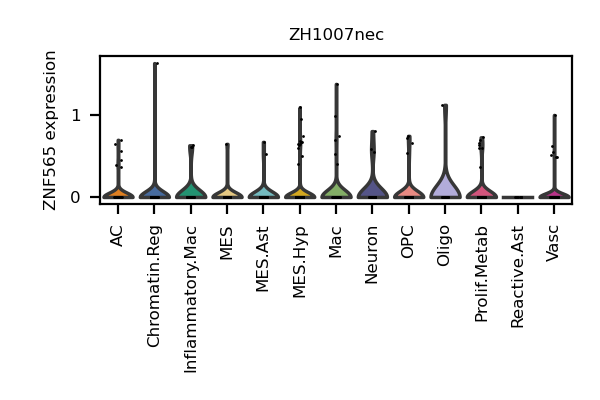 ZH1007nec
ZNF565 expression
1
0
AC
Chromatin.Reg
Inflammatory.Mac
MES
MES.Ast
MES.Hyp
Mac
Neuron
OPC
Oligo
Prolif.Metab
Reactive.Ast
Vasc